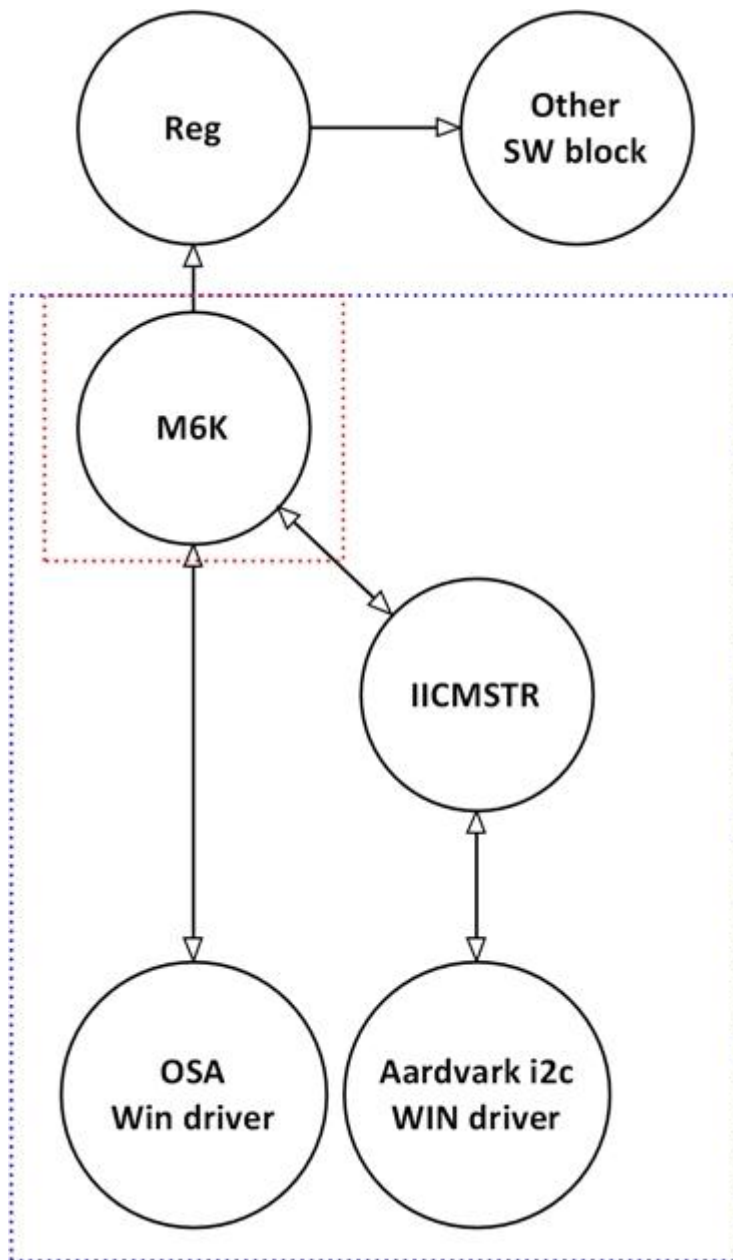 Reg
Other
SW block
M6K
IICMSTR
OSA
Win driver
Aardvark i2c
WIN driver